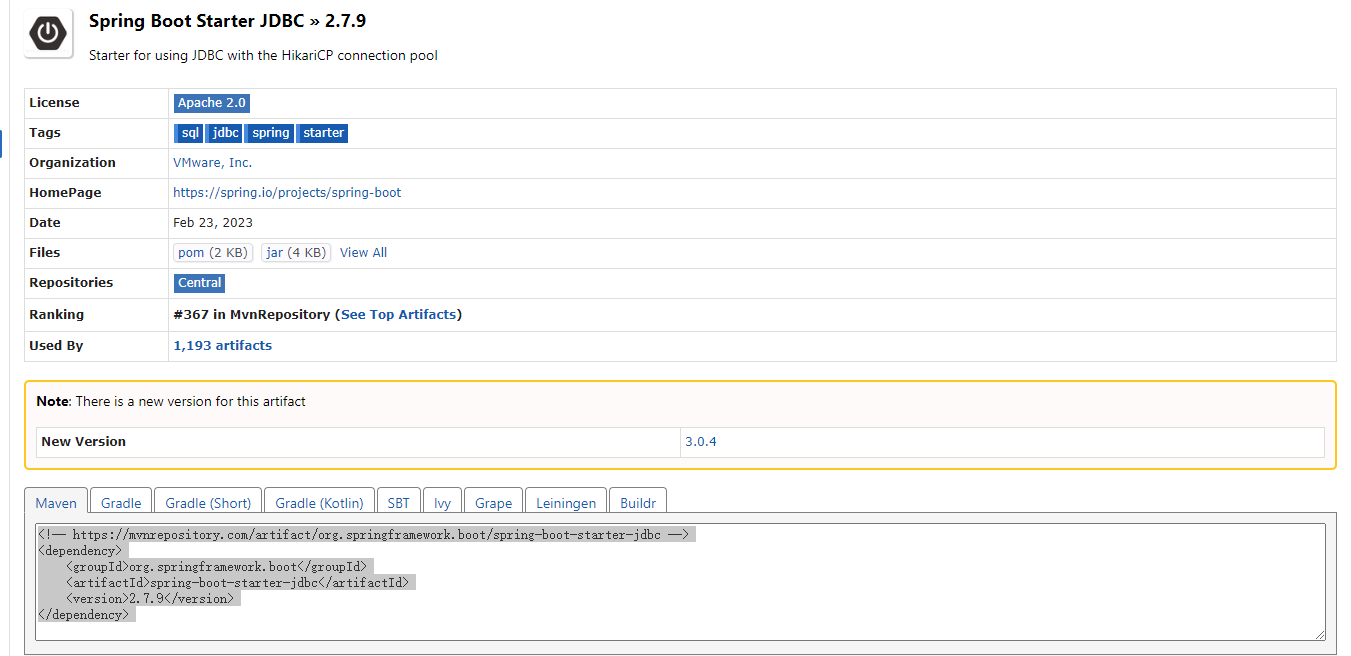 Spring Boot Starter JDBC » 2.7.9
Starter for using JDBC with the HikariCP connection pool
License Apache 2.0
Tags sql jdbc spring starter
Organization VMware, Inc.
HomePage https://spring.io/projects/spring-boot
Date Feb 23, 2023
Files pom (2 KB) jar (4 KB) View All
Repositories Central
Ranking #367 in MvnRepository (See Top Artifacts)
Used By 1,193 artifacts
Note: There is a new version for this artifact
New Version 3.0.4
Maven Gradle Gradle (Short) Gradle (Kotlin) SBT Ivy Grape Leiningen Buildr
<!-- https://mvnrepository.com/artifact/org.springframework.boot/spring-boot-starter-jdbc -->
<dependency>
    <groupId>org.springframework.boot</groupId>
    <artifactId>spring-boot-starter-jdbc</artifactId>
    <version>2.7.9</version>
</dependency>